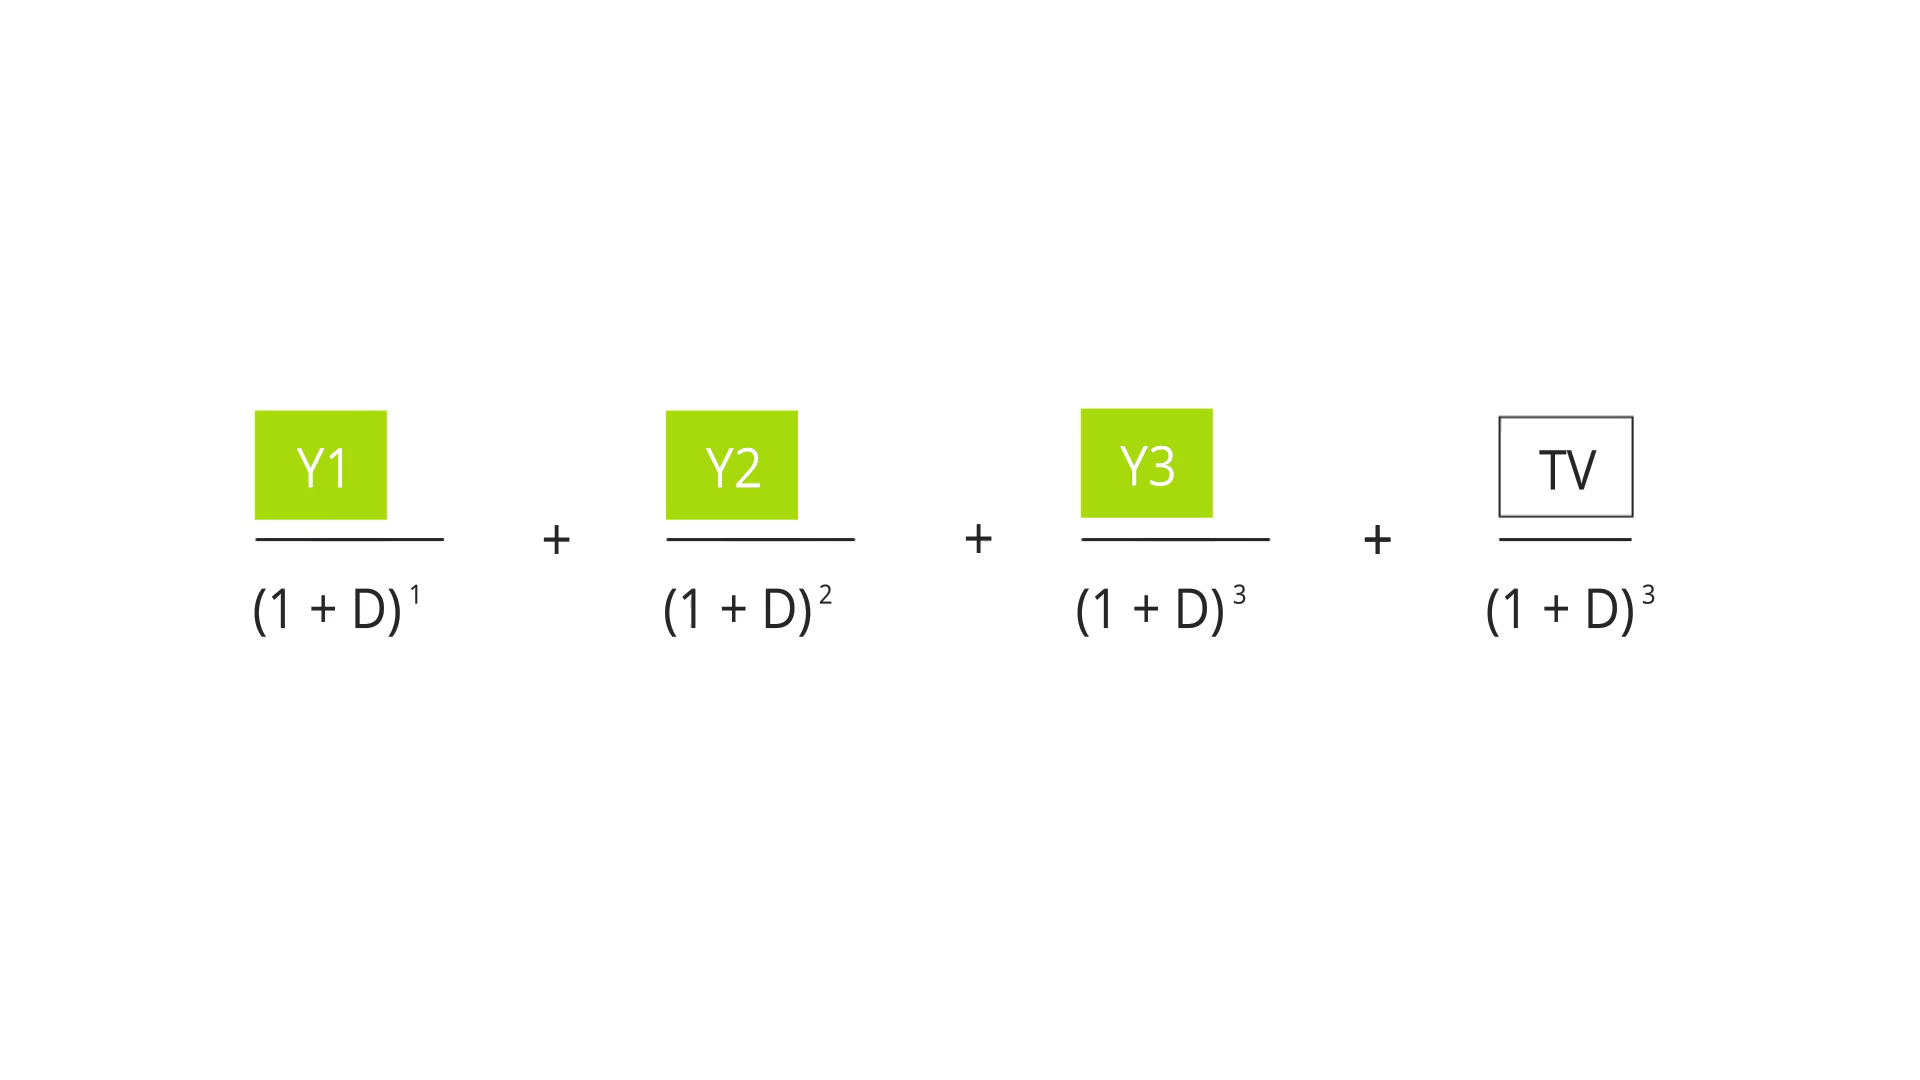 Y1 + Y2 + Y3 + TV
(1 + D) 1 (1 + D) 2 (1 + D) 3 (1 + D) 3